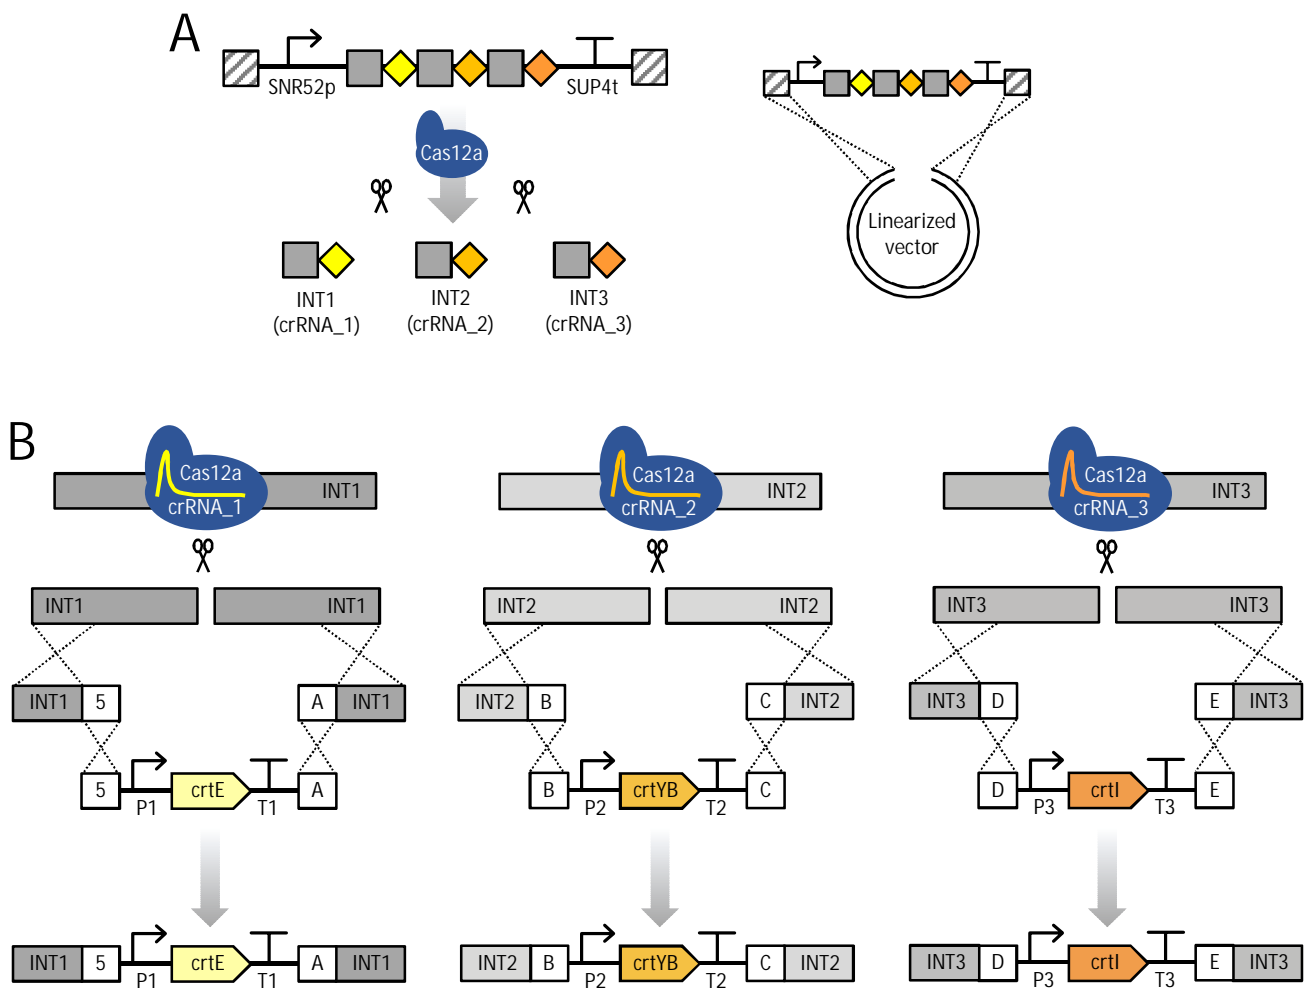 A
SNR52p
SUP4t
Cas12a
INT1
(crRNA_1)
INT2
(crRNA_2)
INT3
(crRNA_3)
Linearized
vector
B
Cas12a
crRNA_1
INT1
Cas12a
crRNA_2
INT2
Cas12a
crRNA_3
INT3
INT1
INT1
INT2
INT2
INT3
INT3
INT1
5
A
INT1
INT2
B
C
INT2
INT3
D
E
INT3
5
P1
crtE
T1
A
B
P2
crtYB
T2
C
D
P3
crtI
T3
E
INT1
5
P1
crtE
T1
A
INT1
INT2
B
P2
crtYB
T2
C
INT2
INT3
D
P3
crtI
T3
E
INT3